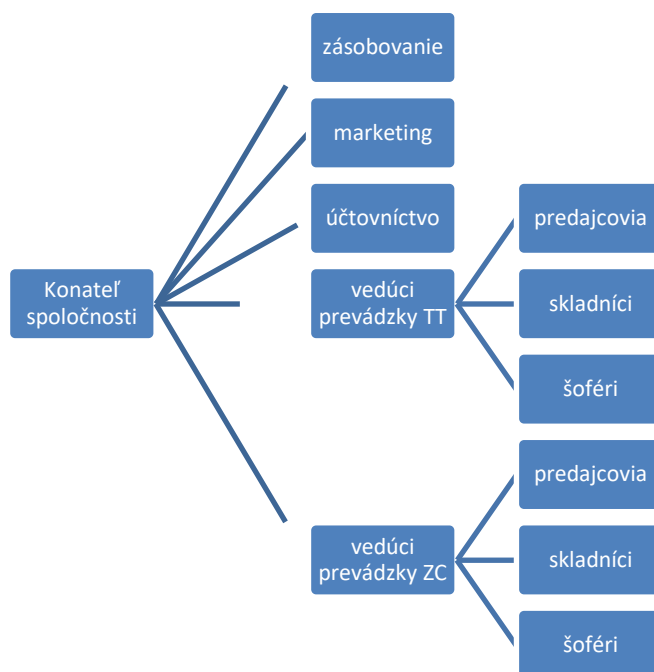 zásobovanie
marketing
účtovníctvo
Konateľ
spoločnosti
vedúci
prevádzky TT
predajcovia
skladníci
šoféri
vedúci
prevádzky ZC
predajcovia
skladníci
šoféri